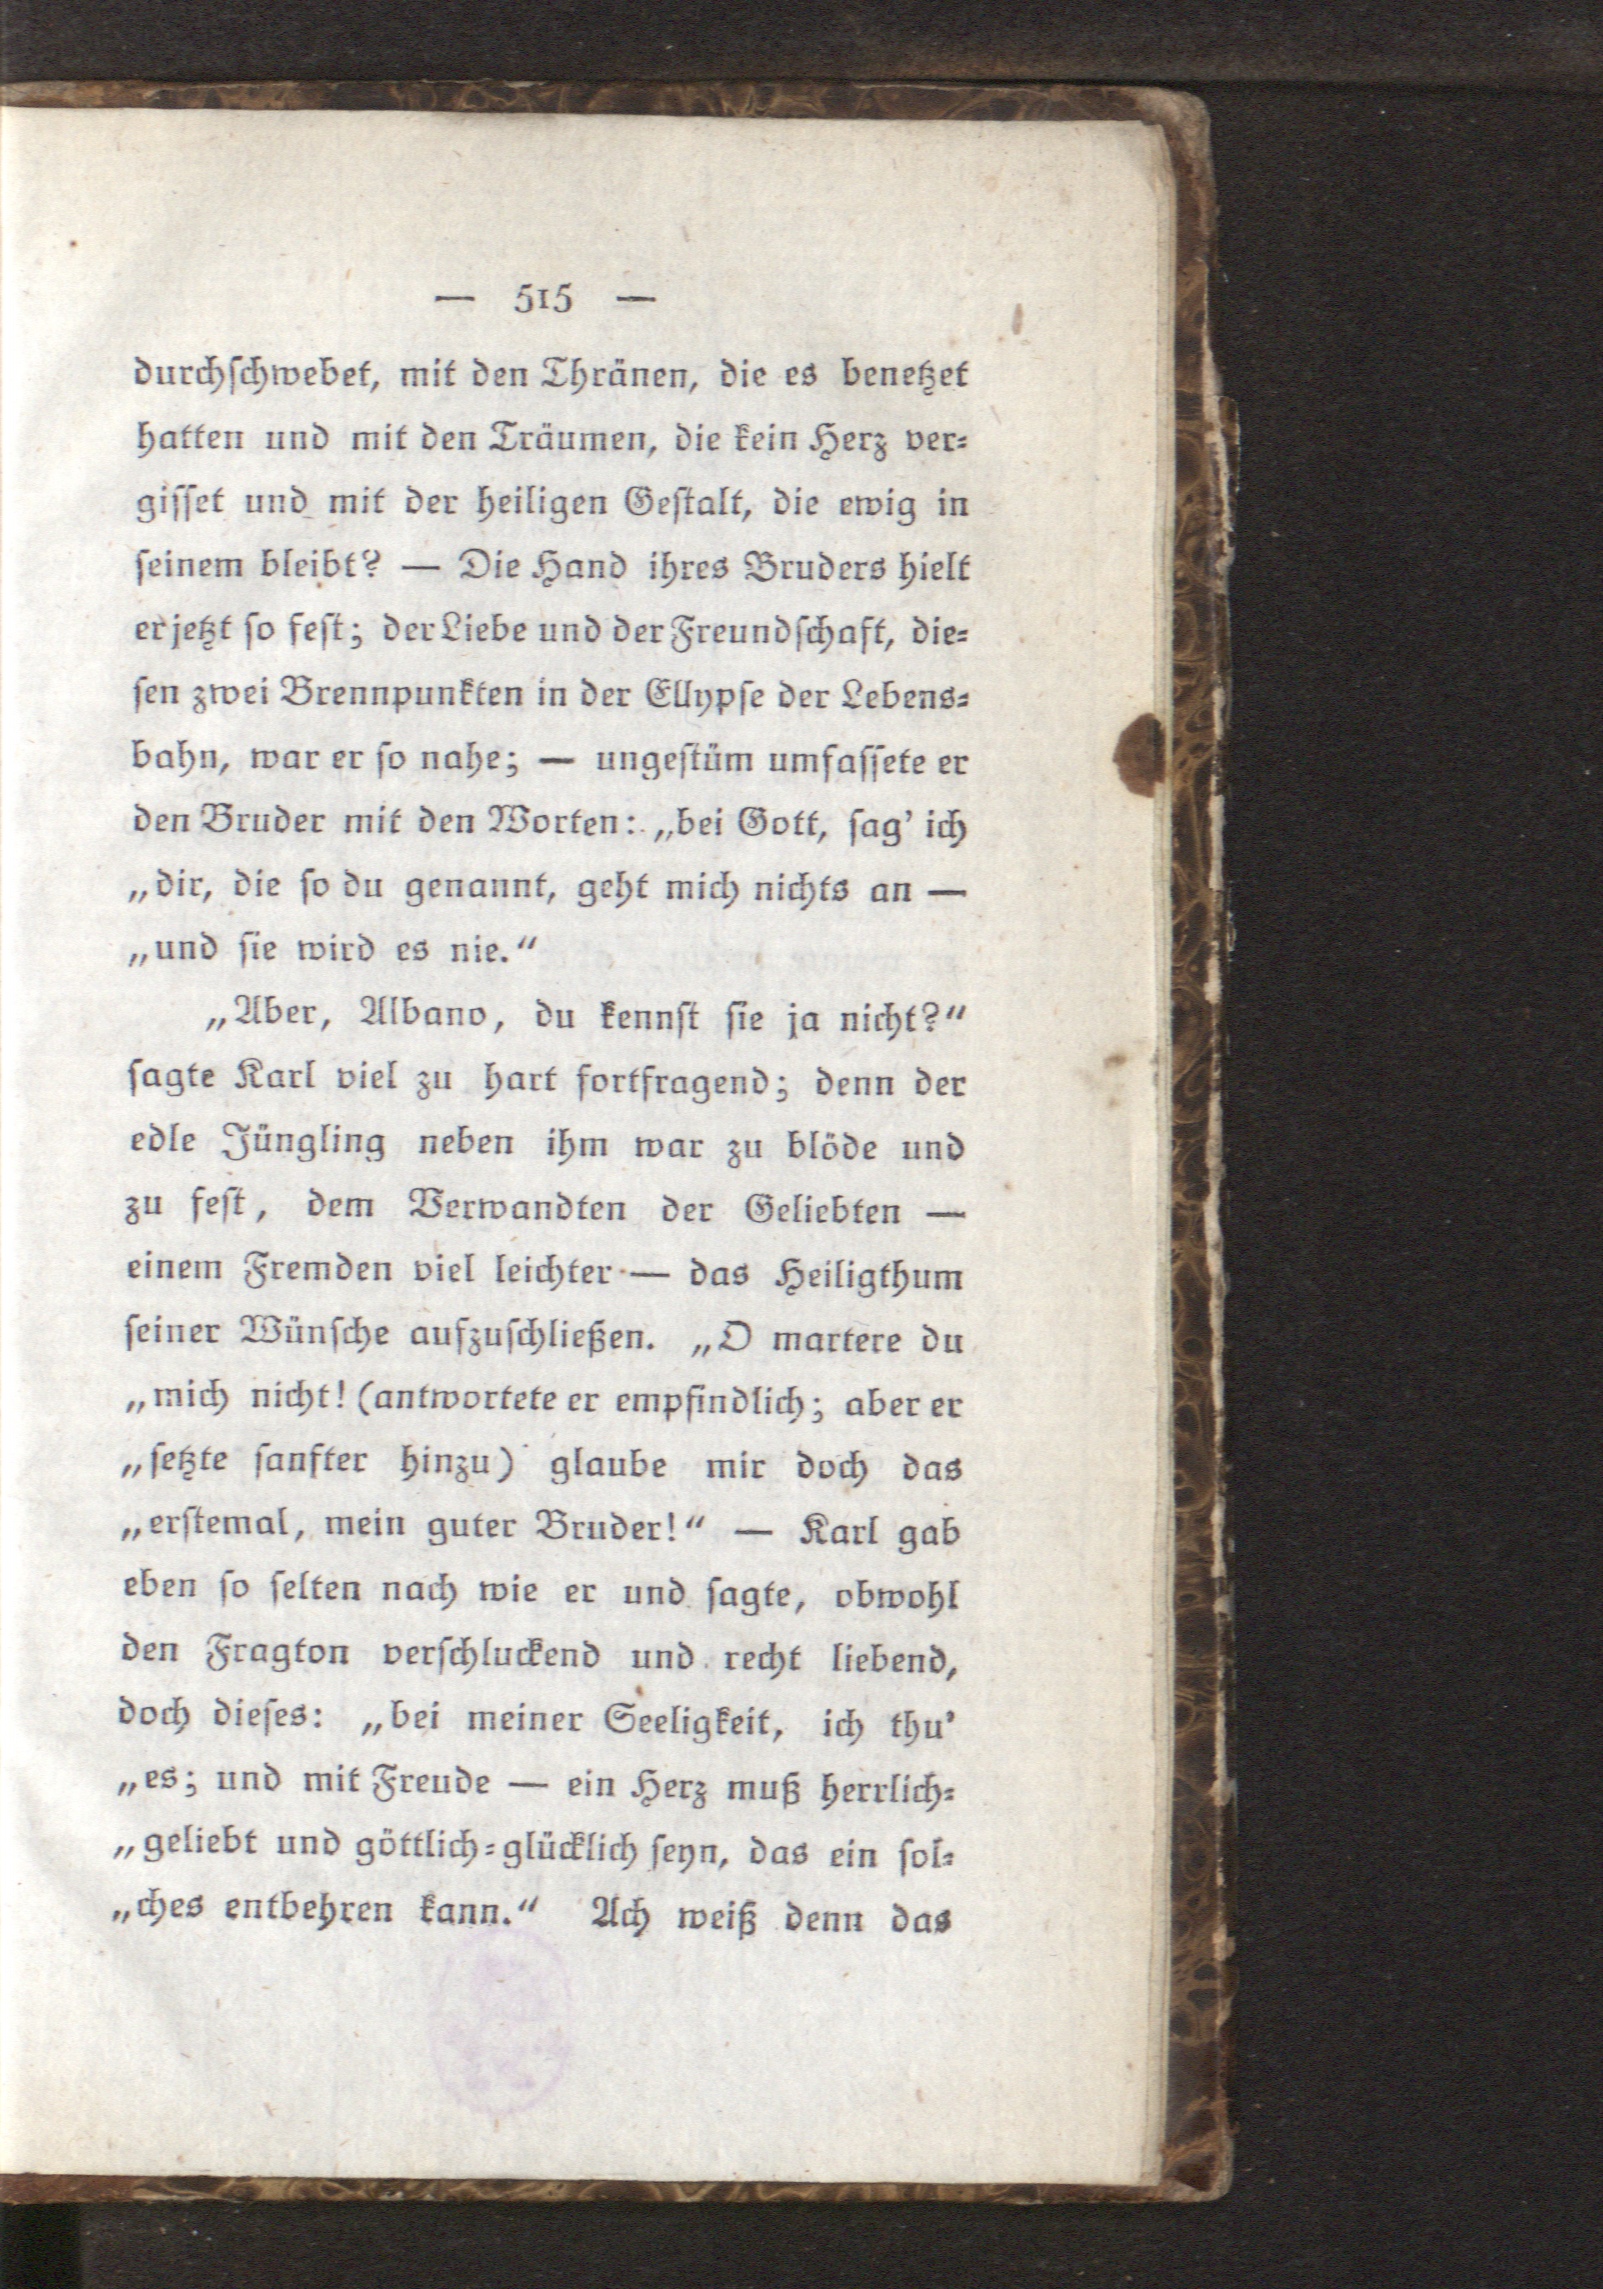 — 515 —
durchſchwebet, mit den Thränen, die es benetzet
hatten und mit den Träumen, die kein Herz ver⸗
giſſet und mit der heiligen Geſtalt, die ewig in
ſeinem bleibt? — Die Hand ihres Bruders hielt
er jetzt ſo feſt; der Liebe und der Freundſchaft, die⸗
ſen zwei Brennpunkten in der Ellypſe der Lebens⸗
bahn, war er ſo nahe; — ungeſtüm umfaſſete er
den Bruder mit den Worten: „bei Gott, ſag’ ich
„dir, die ſo du genannt, geht mich nichts an —
„und ſie wird es nie.“
„Aber, Albano, du kennſt ſie ja nicht?“
ſagte Karl viel zu hart fortfragend; denn der
edle Jüngling neben ihm war zu blöde und
zu feſt, dem Verwandten der Geliebten —
einem Fremden viel leichter — das Heiligthum
ſeiner Wünſche aufzuſchließen. „O martere du
„mich nicht! (antwortete er empfindlich; aber er
„ſetzte ſanfter hinzu) glaube mir doch das
„erſtemal, mein guter Bruder!“ — Karl gab
eben ſo ſelten nach wie er und ſagte, obwohl
den Fragton verſchluckend und recht liebend,
doch dieſes: „bei meiner Seeligkeit, ich thu’
„es; und mit Freude — ein Herz muß herrlich⸗
„geliebt und göttlich⸗glücklich ſeyn, das ein ſol⸗
„ches entbehren kann.“ Ach weiß denn das